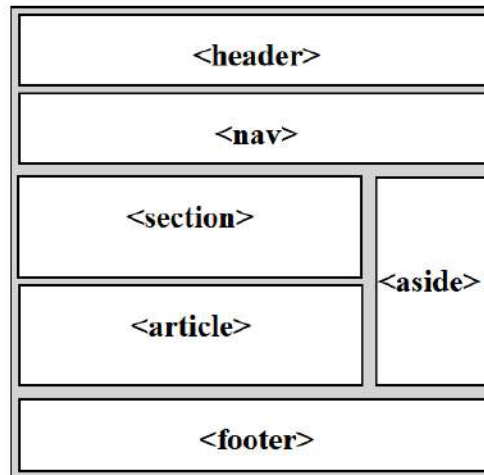 <header>
<nav>
<section>
<aside>
<article>
<footer>